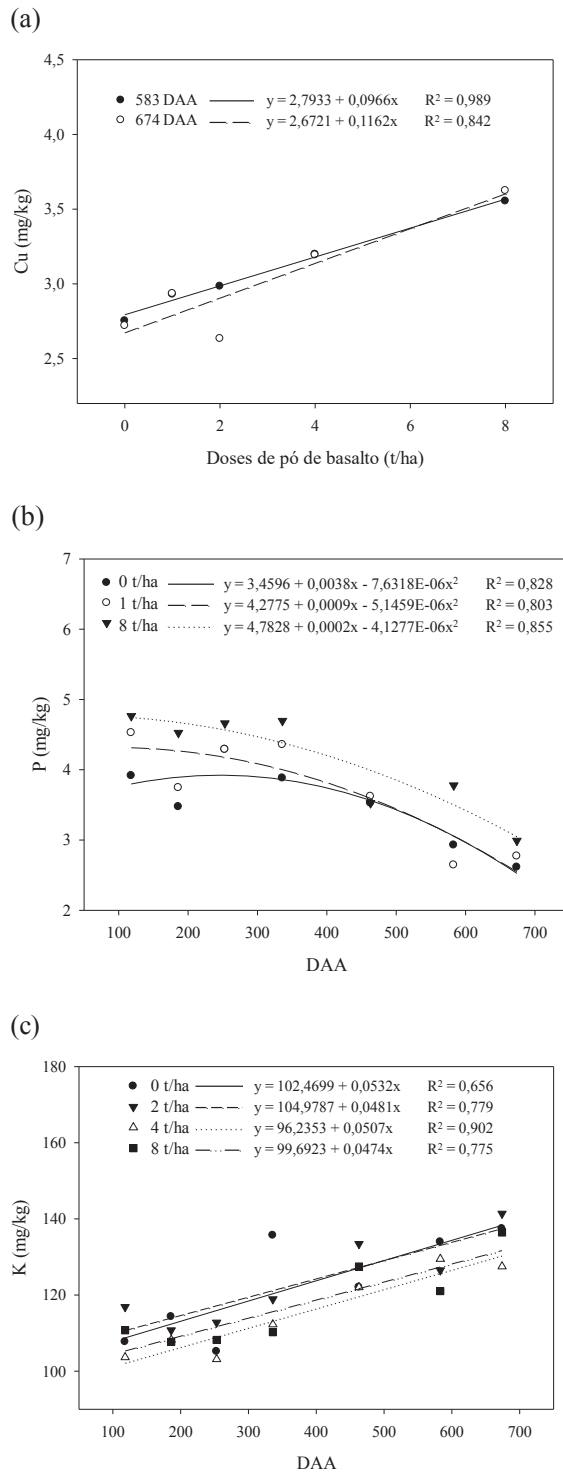 (a)
4,5
583 DAA y = 2,7933 + 0,0966x R² = 0,989
674 DAA y = 2,6721 + 0,1162x R² = 0,842
4,0
3,5
3,0
2,5
Cu (mg/kg)
0 2 4 6 8
Doses de pó de basalto (t/ha)
(b)
7
0 t/ha y = 3,4596 + 0,0038x - 7,6318E-06x² R² = 0,828
1 t/ha y = 4,2775 + 0,0009x - 5,1459E-06x² R² = 0,803
8 t/ha y = 4,7828 + 0,0002x - 4,1277E-06x² R² = 0,855
6
5
4
3
2
P (mg/kg)
100 200 300 400 500 600 700
DAA
(c)
180
0 t/ha y = 102,4699 + 0,0532x R² = 0,656
2 t/ha y = 104,9787 + 0,0481x R² = 0,779
4 t/ha y = 96,2353 + 0,0507x R² = 0,902
8 t/ha y = 99,6923 + 0,0474x R² = 0,775
160
140
120
100
K (mg/kg)
100 200 300 400 500 600 700
DAA